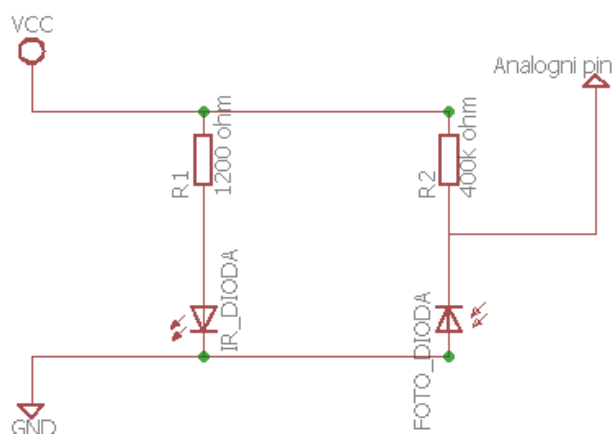 VCC
Analogni pin
R1
1200 ohm
R2
400k ohm
IR_DIODA
FOTO_DIODA
GND